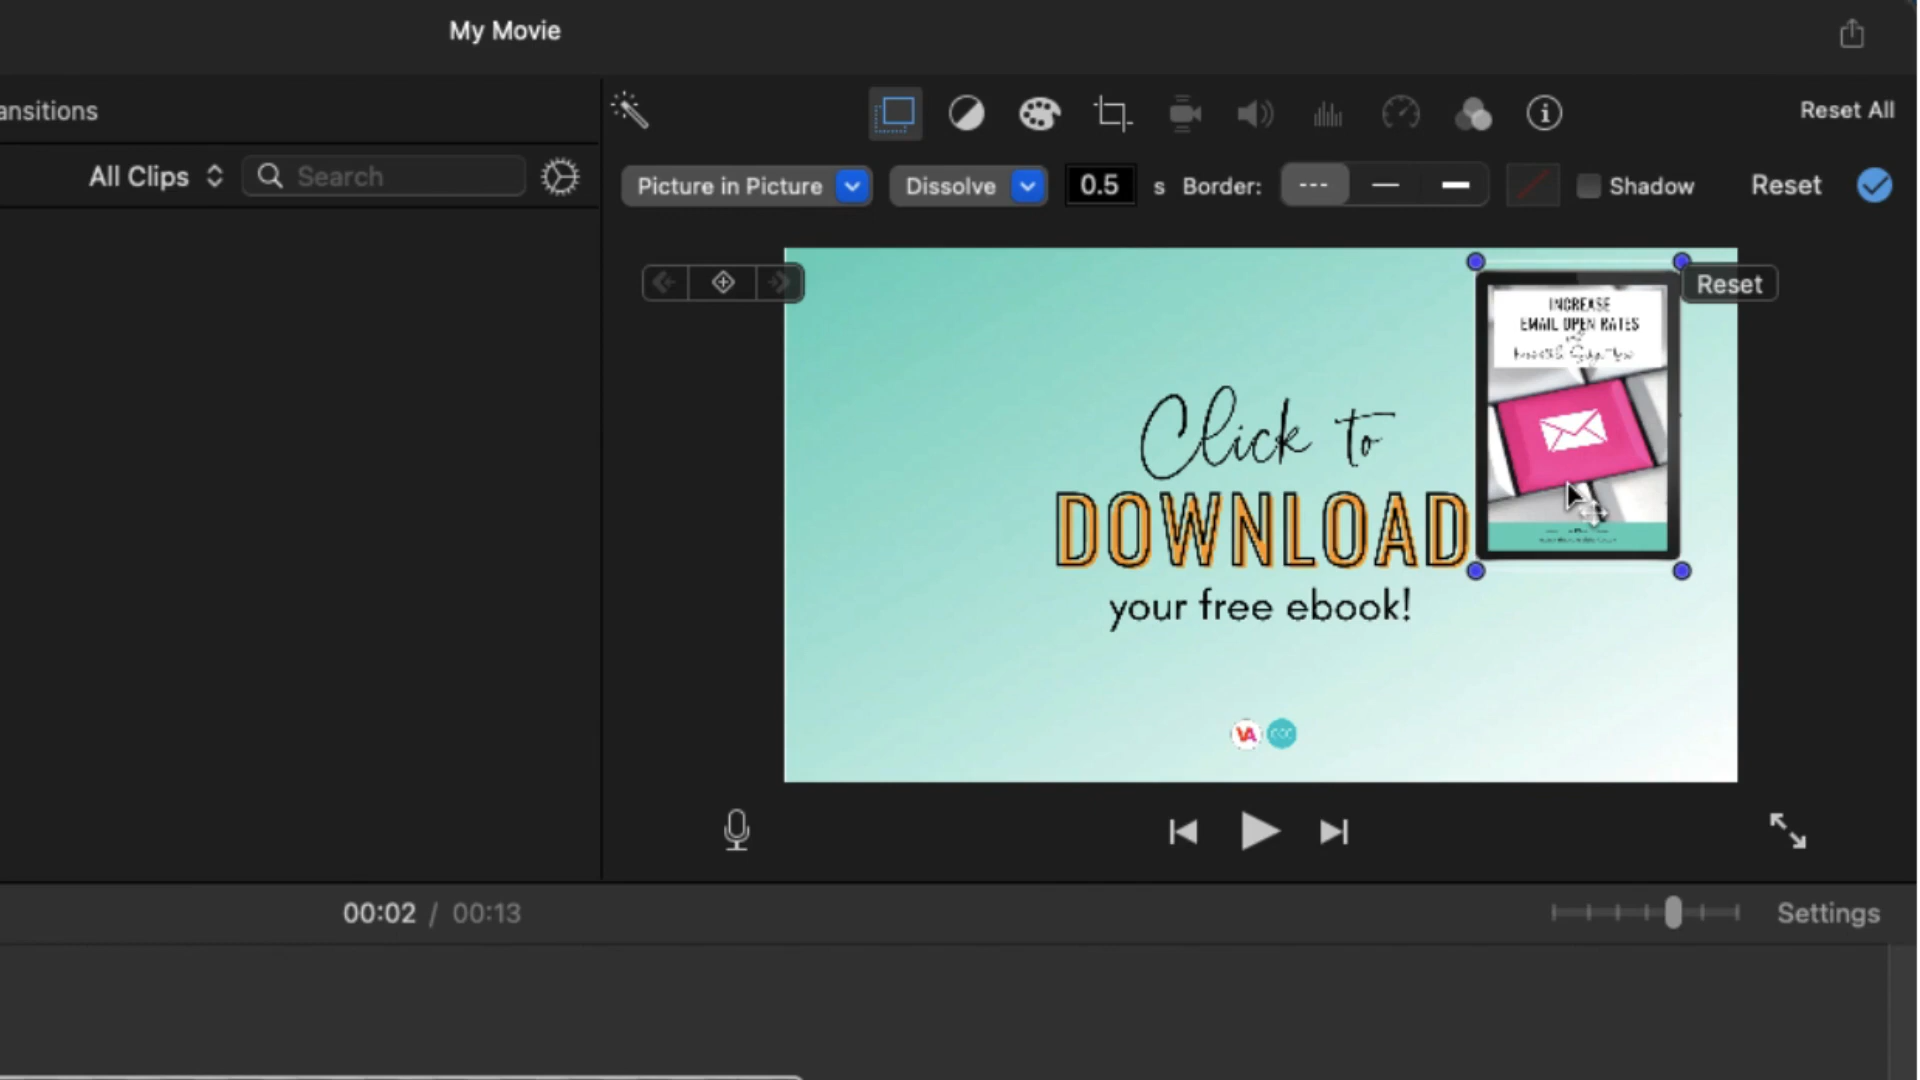 My Movie
ansitions
Reset All
All Clips
Search
Picture in Picture
Dissolve
0.5
s
Border:
Shadow
Reset
Reset
INCREASE
EMAIL OPEN RATES
Click to
DOWNLOAD
your free ebook!
VA
00:02 / 00:13
Settings